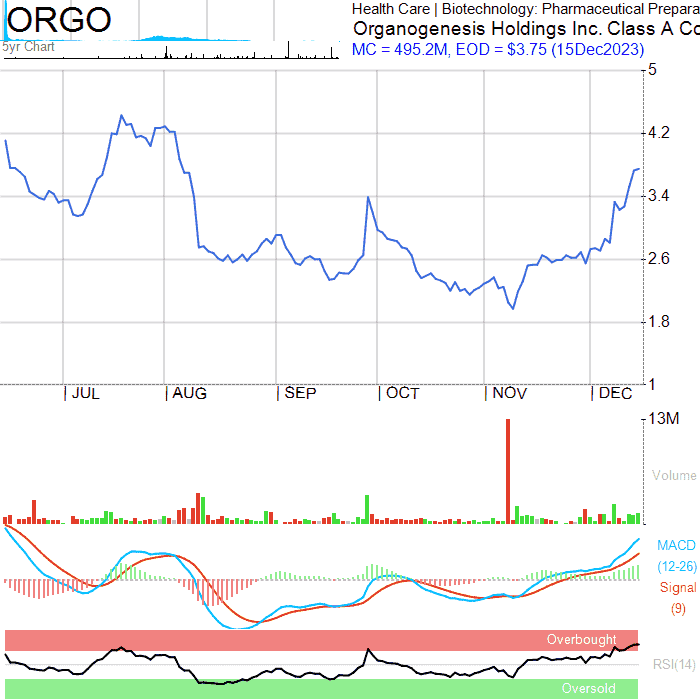 ORGO
Health Care | Biotechnology: Pharmaceutical Prepara
Organogenesis Holdings Inc. Class A Co
MC = 495.2M, EOD = $3.75 (15Dec2023)
5yr Chart
5
4.2
3.4
2.6
1.8
1
JUL
AUG
SEP
OCT
NOV
DEC
13M
Volume
MACD
(12-26)
Signal
(9)
Overbought
RSI(14)
Oversold